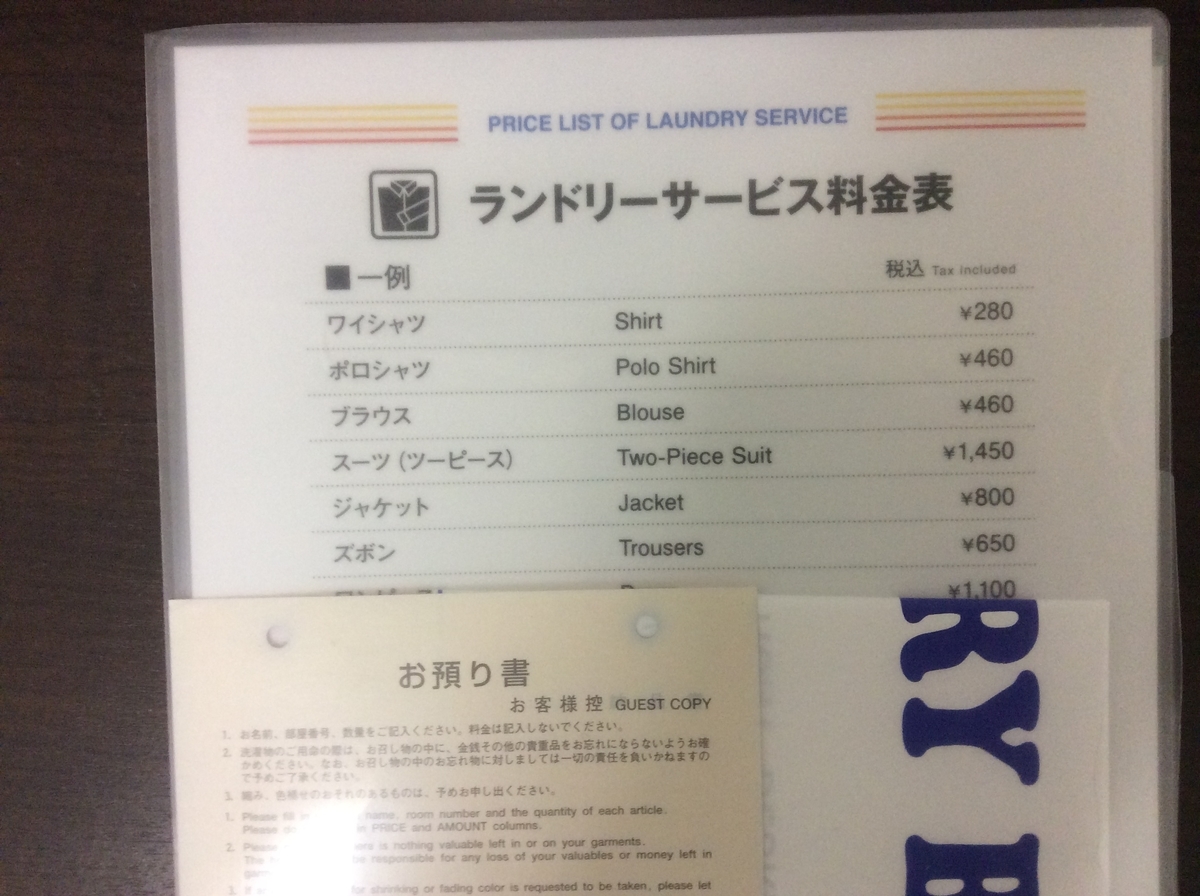 PRICE LIST OF LAUNDRY SERVICE
ランドリーサービス料金表
■一例 税込 Tax included
ワイシャツ Shirt ¥280
ポロシャツ Polo Shirt ¥460
ブラウス Blouse ¥460
スーツ (ツーピース) Two-Piece Suit ¥1,450
ジャケット Jacket ¥800
ズボン Trousers ¥650
¥1,100
お預り書
お客様控 GUEST COPY
1. お名前、部屋番号、数量をご記入ください。料金は記入しないでください。
2. 洗濯物のご用命の際は、お召し物の中に、金銭その他の貴重品をお忘れにならないようお確
かめください。なお、お召し物の中のお忘れ物に対しましては一切の責任を負いかねますの
で予めご了承ください。
3. 縮み、色褪せのおそれのあるものは、予めお申し出ください。
1. Please fill name, room number and the quantity of each article.
Please in PRICE and AMOUNT columns.
2. is nothing valuable left in or on your garments.
The be responsible for any loss of your valuables or money left in
3. If for shrinking or fading color is requested to be taken, please let
RY